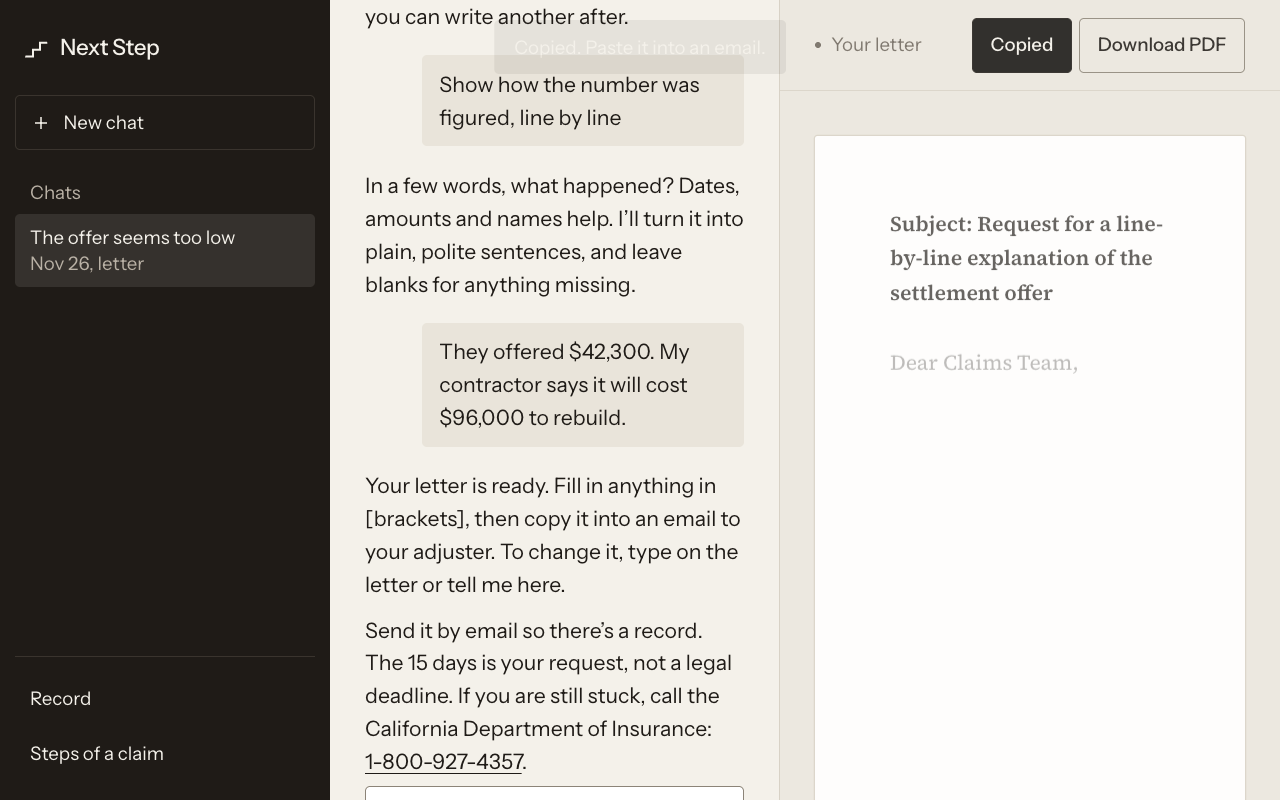 Next Step
New chat
Chats
The offer seems too low
Nov 26, letter
Record
Steps of a claim
you can write another after.
Copied. Paste it into an email.
Show how the number was
figured, line by line
In a few words, what happened? Dates,
amounts and names help. I’ll turn it into
plain, polite sentences, and leave
blanks for anything missing.
They offered $42,300. My
contractor says it will cost
$96,000 to rebuild.
Your letter is ready. Fill in anything in
[brackets], then copy it into an email to
your adjuster. To change it, type on the
letter or tell me here.
Send it by email so there’s a record.
The 15 days is your request, not a legal
deadline. If you are still stuck, call the
California Department of Insurance:
1-800-927-4357.
Your letter
Copied
Download PDF
Subject: Request for a line-
by-line explanation of the
settlement offer
Dear Claims Team,